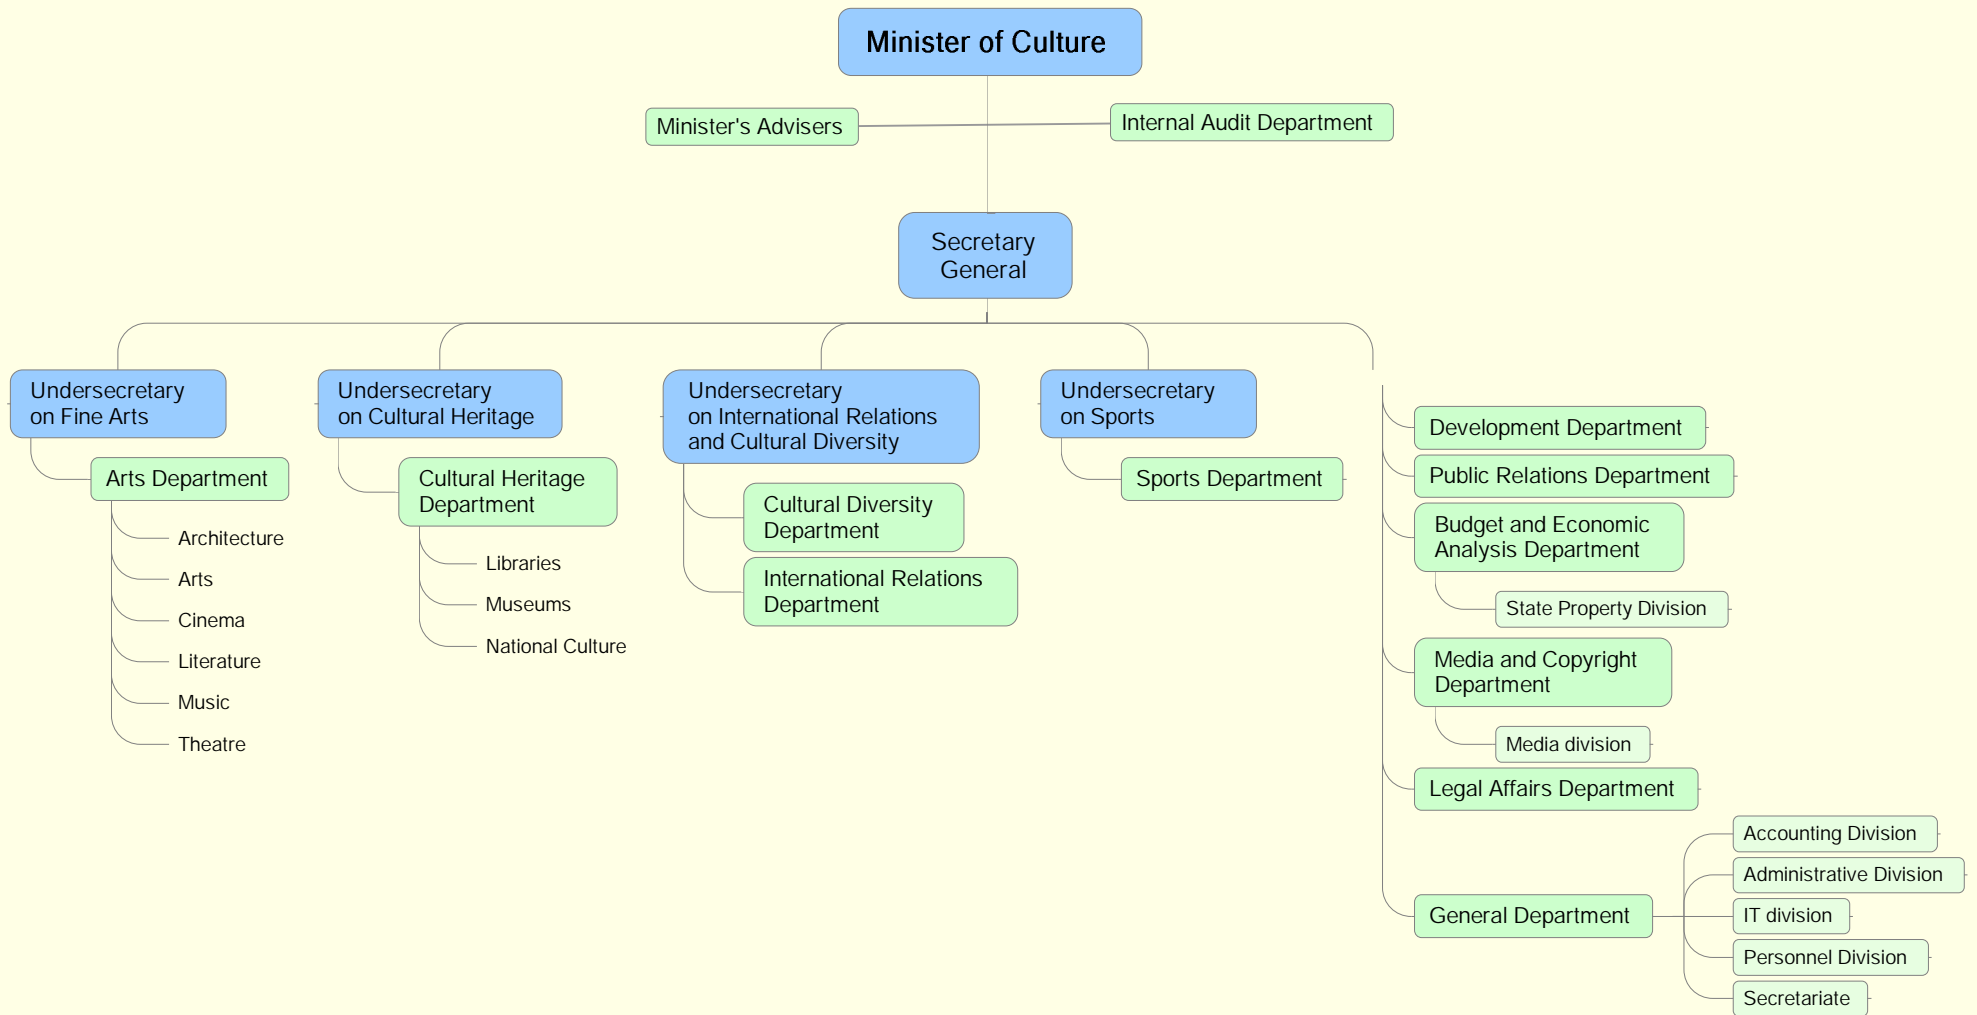 Minister of Culture
Minister's Advisers
Internal Audit Department
Secretary
General
Undersecretary
on Fine Arts
Arts Department
Architecture
Arts
Cinema
Literature
Music
Theatre
Undersecretary
on Cultural Heritage
Cultural Heritage
Department
Libraries
Museums
National Culture
Undersecretary
on International Relations
and Cultural Diversity
Cultural Diversity
Department
International Relations
Department
Undersecretary
on Sports
Sports Department
Development Department
Public Relations Department
Budget and Economic
Analysis Department
State Property Division
Media and Copyright
Department
Media division
Legal Affairs Department
General Department
Accounting Division
Administrative Division
IT division
Personnel Division
Secretariate